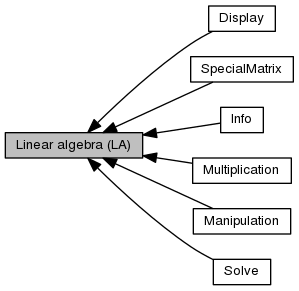 Display
SpecialMatrix
Info
Linear algebra (LA)
Multiplication
Manipulation
Solve